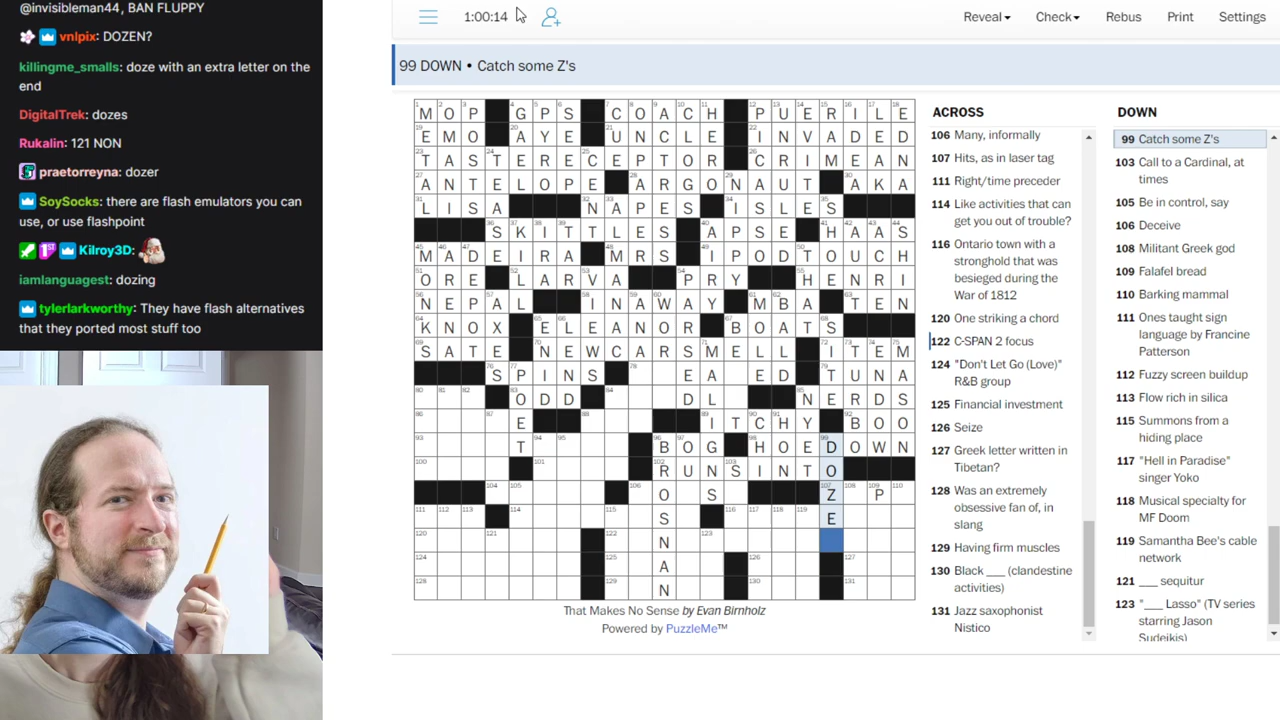 @invisibleman44, BAN FLUPPY
vnlpix: DOZEN?
killingme_smalls: doze with an extra letter on the
end
DigitalTrek: dozes
Rukalin: 121 NON
praetorreyna: dozer
SoySocks: there are flash emulators you can
use, or use flashpoint
Kilroy3D:
iamlanguagest: dozing
tylerlarkworthy: They have flash alternatives
that they ported most stuff too
1:00:14
Reveal
Check
Rebus
Print
Settings
99 DOWN • Catch some Z's
MOP GPS COACH PUERILE
EMO AYE UNCLE INVADED
TASTERECEPTOR CRIMEAN
ANTELOPE ARGONAUT AKA
LISA NAPES ISLES
SKITTLES APSE HAAS
MADEIRA MRS IPODTOUCH
ORE LARVA PRY HENRI
NEAL INAWAY MBA TEN
KNOX ELEANOR BOATS
SATE NEWCARSMELL ITEM
SPINS EA ED TUNA
ODD DL NERDS
E ITCHY BOO
T BOG HOEDOWN
RUNSINTO
O S Z P
S E
N
A
N
That Makes No Sense by Evan Birnholz
Powered by PuzzleMe™
ACROSS
106 Many, informally
107 Hits, as in laser tag
111 Right/time preceder
114 Like activities that can
get you out of trouble?
116 Ontario town with a
stronghold that was
besieged during the
War of 1812
120 One striking a chord
122 C-SPAN 2 focus
124 "Don't Let Go (Love)"
R&B group
125 Financial investment
126 Seize
127 Greek letter written in
Tibetan?
128 Was an extremely
obsessive fan of, in
slang
129 Having firm muscles
130 Black ___ (clandestine
activities)
131 Jazz saxophonist
Nistico
DOWN
99 Catch some Z's
103 Call to a Cardinal, at
times
105 Be in control, say
106 Deceive
108 Militant Greek god
109 Falafel bread
110 Barking mammal
111 Ones taught sign
language by Francine
Patterson
112 Fuzzy screen buildup
113 Flow rich in silica
115 Summons from a
hiding place
117 "Hell in Paradise"
singer Yoko
118 Musical specialty for
MF Doom
119 Samantha Bee's cable
network
121 ___ sequitur
123 "___ Lasso" (TV series
starring Jason
Sudeikis)